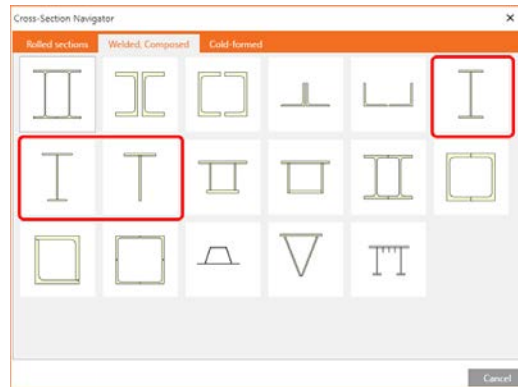 Cross-Section Navigator
Rolled sections Welded, Composed Cold-formed
Cancel